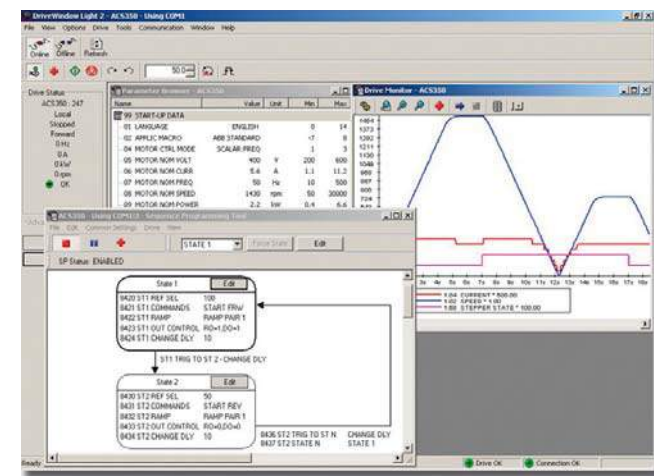 DriveWindow Light 2 - ACS350 - Using COM1
File View Options Drive Tools Communication Window Help
Online Offline Refresh
50.0
Drive Status
ACS350 : 247
Local
Stopped
Forward
0 Hz
0 A
0 kW
0 rpm
OK
Parameter Browser - ACS350
Name Value Unit Min Max
99 START-UP DATA
01 LANGUAGE ENGLISH 0 14
02 APPLIC MACRO ABB STANDARD 14
04 MOTOR CTRL MODE SCALAR:FREQ 1 3
05 MOTOR NOM VOLT 400 V 200 600
06 MOTOR NOM CURR 5.6 A 1.1 11.2
07 MOTOR NOM FREQ 50 Hz 10 500
08 MOTOR NOM SPEED 1430 rpm 50 30000
09 MOTOR NOM POWER 2.2 kW 0.4 6.6
Drive Monitor - ACS350
1.04 CURRENT * 500.00
1.02 SPEED * 1.00
1.68 STEPPER STATE * 100.00
ACS350 - Using COM1:1 - Sequence Programming Tool
File Edit Common Settings Drive View
STATE 1 Force State Edit
SP Status ENABLED
State 1 Edit
8420 ST1 REF SEL 100
8421 ST1 COMMANDS START FRW
8422 ST1 RAMP RAMP PAIR 1
8423 ST1 OUT CONTROL RO=1,DO=1
8424 ST1 CHANGE DLY 10
ST1 TRIG TO ST 2 - CHANGE DLY
State 2 Edit
8430 ST2 REF SEL 50
8431 ST2 COMMANDS START REV
8432 ST2 RAMP RAMP PAIR 1
8433 ST2 OUT CONTROL RO=0,DO=0
8434 ST2 CHANGE DLY 10
8436 ST2 TRIG TO ST N CHANGE DLY
8437 ST2 STATE N STATE 1
Ready
Drive OK Connection OK